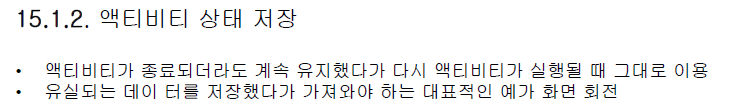 15.1.2. 액티비티 상태 저장
• 액티비티가 종료되더라도 계속 유지했다가 다시 액티비티가 실행될 때 그대로 이용
• 유실되는 데이 터를 저장했다가 가져와야 하는 대표적인 예가 화면 회전